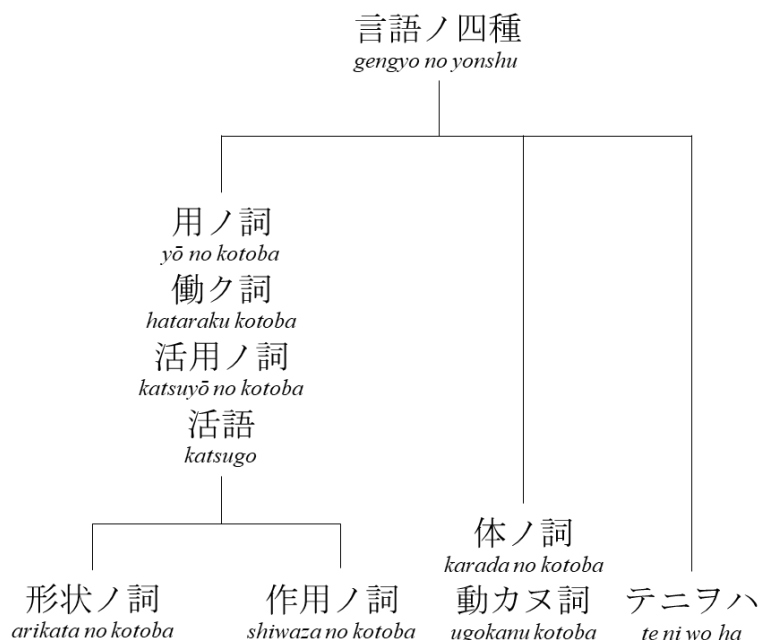 言語ノ四種
gengyo no yonshu
用ノ詞
yō no kotoba
働ク詞
hataraku kotoba
活用ノ詞
katsuyō no kotoba
活語
katsugo
形状ノ詞
arikata no kotoba
作用ノ詞
shiwaza no kotoba
体ノ詞
karada no kotoba
動カヌ詞
ugokanu kotoba
テニヲハ
te ni wo ha